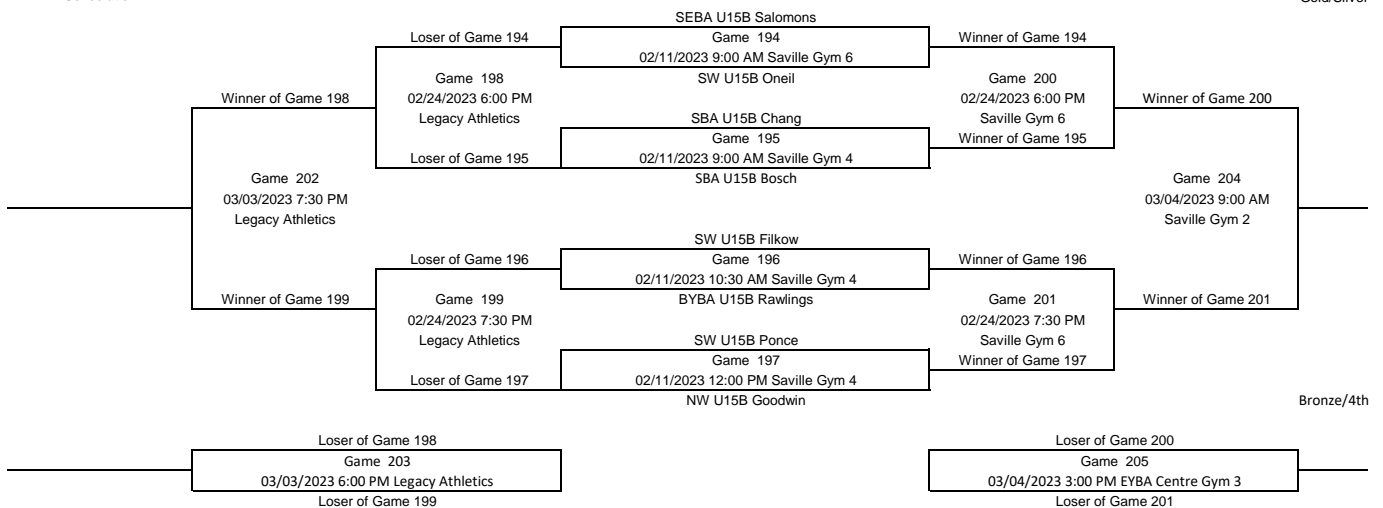 Gold/Silver
SEBA U15B Salomons
Loser of Game 194
Game 194
Winner of Game 194
02/11/2023 9:00 AM Saville Gym 6
Game 198
SW U15B Oneil
Game 200
Winner of Game 198
02/24/2023 6:00 PM
02/24/2023 6:00 PM
Winner of Game 200
Legacy Athletics
SBA U15B Chang
Saville Gym 6
Game 195
Winner of Game 195
Loser of Game 195
02/11/2023 9:00 AM Saville Gym 4
Game 202
SBA U15B Bosch
Game 204
03/03/2023 7:30 PM
03/04/2023 9:00 AM
Legacy Athletics
Saville Gym 2
SW U15B Filkow
Loser of Game 196
Game 196
Winner of Game 196
02/11/2023 10:30 AM Saville Gym 4
Winner of Game 199
Game 199
BYBA U15B Rawlings
Game 201
Winner of Game 201
02/24/2023 7:30 PM
02/24/2023 7:30 PM
Legacy Athletics
SW U15B Ponce
Saville Gym 6
Game 197
Winner of Game 197
Loser of Game 197
02/11/2023 12:00 PM Saville Gym 4
NW U15B Goodwin
Bronze/4th
Loser of Game 198
Loser of Game 200
Game 203
Game 205
03/03/2023 6:00 PM Legacy Athletics
03/04/2023 3:00 PM EYBA Centre Gym 3
Loser of Game 199
Loser of Game 201